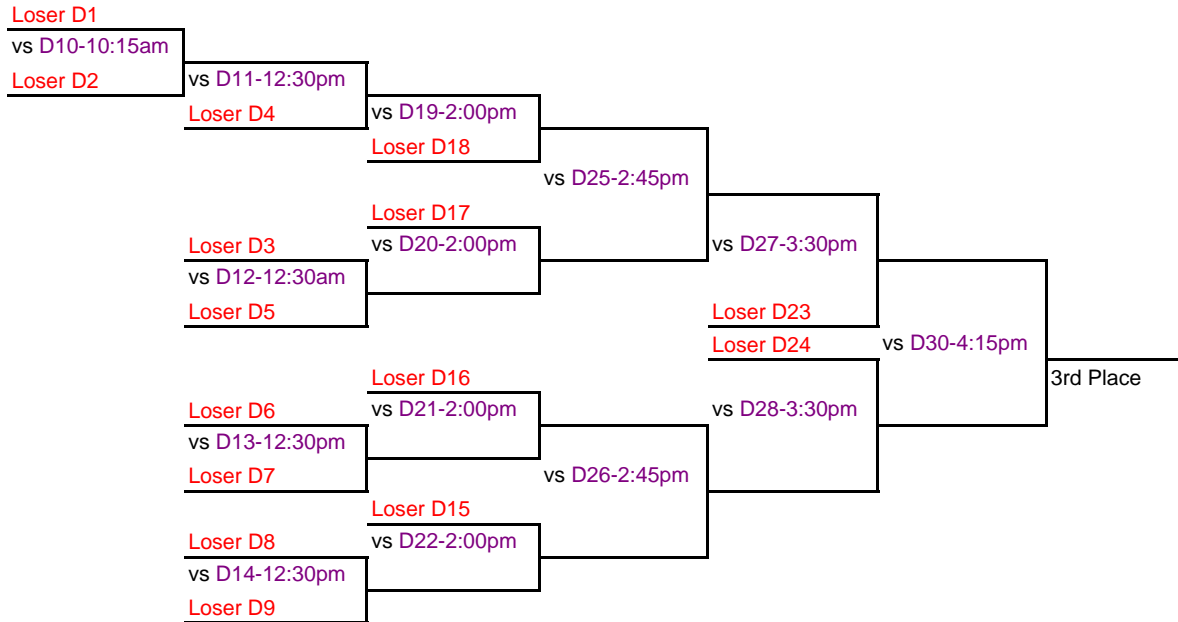 Loser D1
vs D10-10:15am
Loser D2
vs D11-12:30pm
Loser D4
vs D19-2:00pm
Loser D18
vs D25-2:45pm
Loser D17
Loser D3
vs D20-2:00pm
vs D27-3:30pm
vs D12-12:30am
Loser D5
Loser D23
Loser D24
vs D30-4:15pm
Loser D16
3rd Place
Loser D6
vs D21-2:00pm
vs D28-3:30pm
vs D13-12:30pm
Loser D7
vs D26-2:45pm
Loser D15
Loser D8
vs D22-2:00pm
vs D14-12:30pm
Loser D9